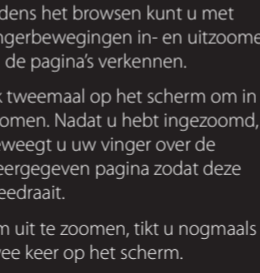 dens het browsen kunt u met
ngerbewegingen in- en uitzoome
de pagina's verkennen.
tweemaal op het scherm om in
omen. Nadat u hebt ingezoomd,
eweegt u uw vinger over de
eergegeven pagina zodat deze
eedraait.
m uit te zoomen, tikt u nogmaals
vee keer op het scherm.